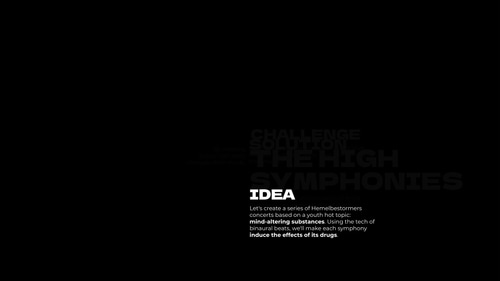 CHALLENGE
SOLUTION
THE HIGH
SYMPHONIES
IDEA
Let's create a series of Hemelbestormers
concerts based on a youth hot topic:
mind-altering substances. Using the tech of
binaural beats, we'll make each symphony
induce the effects of its drugs.